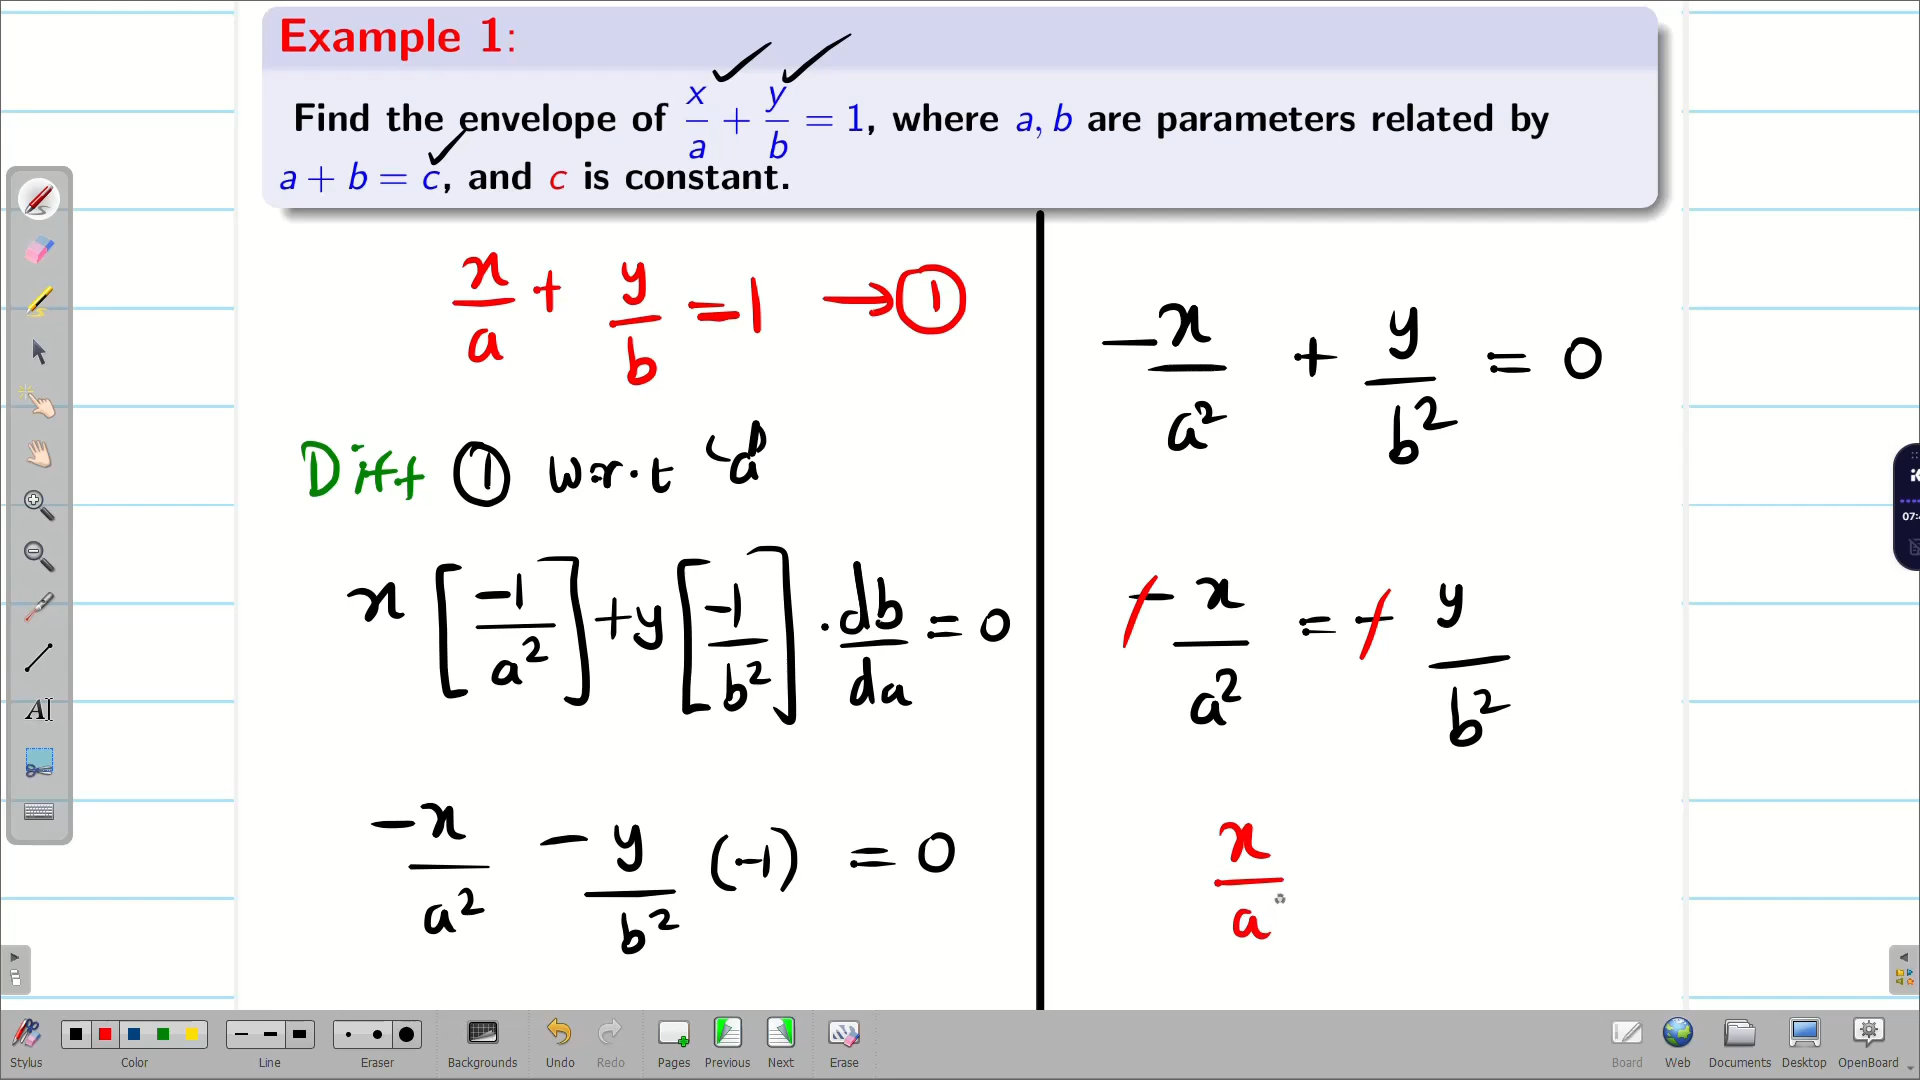 Example 1:
Find the envelope of x/a + y/b = 1, where a, b are parameters related by
a + b = c, and c is constant.
x/a + y/b = 1 → ①
Diff ① w.r.t 'a'
x [-1/a²] + y [-1/b²] . db/da = 0
-x/a² - y/b² (-1) = 0
-x/a² + y/b² = 0
- x/a² = - y/b²
x/a
07:
Stylus
Color
Line
Eraser
Backgrounds
Undo
Redo
Pages
Previous
Next
Erase
Board
Web
Documents
Desktop
OpenBoard